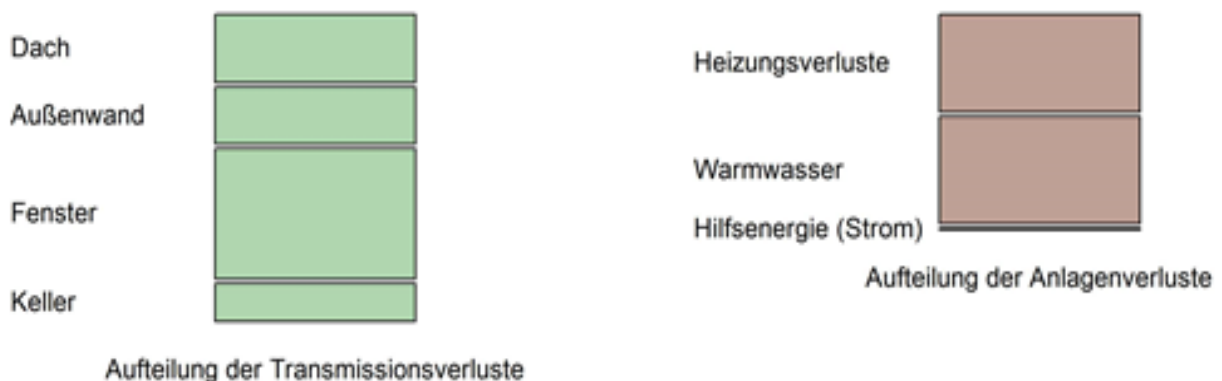 Dach
Außenwand
Fenster
Keller
Aufteilung der Transmissionsverluste
Heizungsverluste
Warmwasser
Hilfsenergie (Strom)
Aufteilung der Anlagenverluste